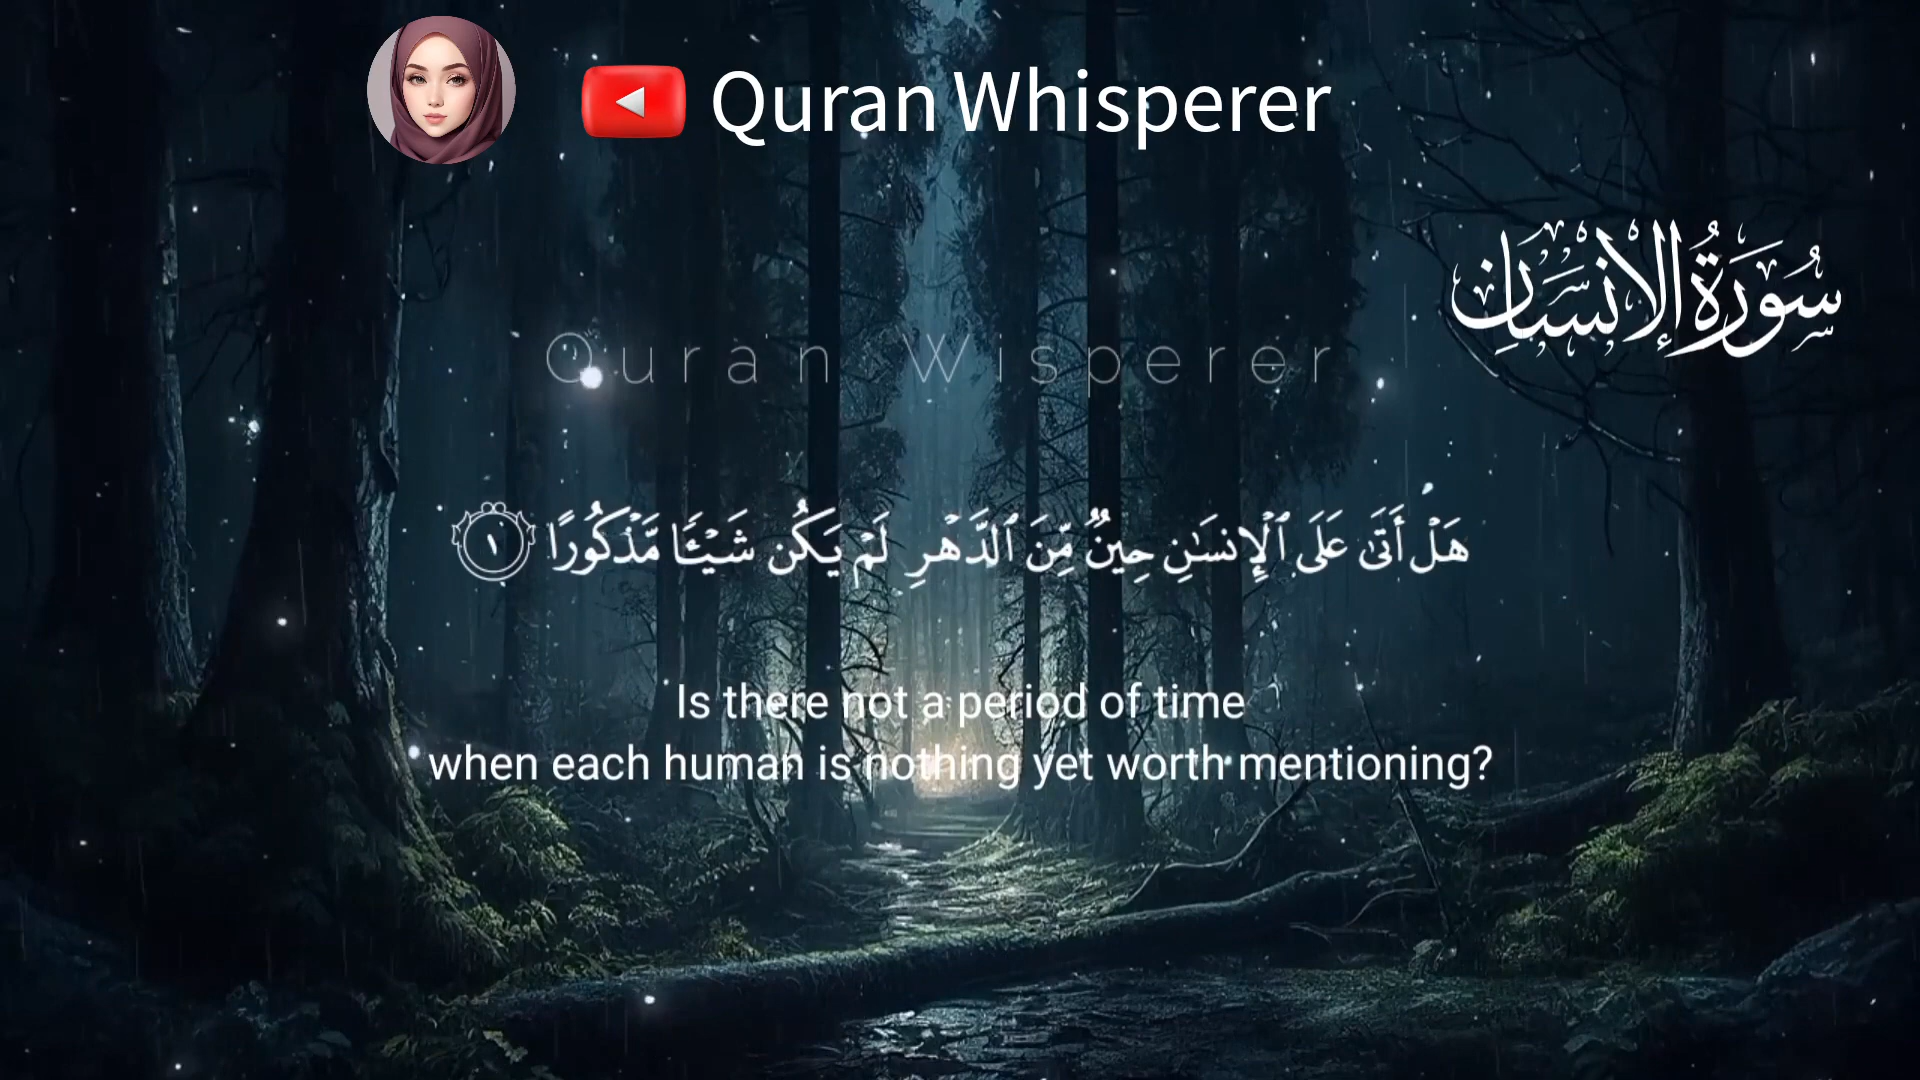 Quran Whisperer
سُورَةُ الإِنسَانِ
Quran Wisperer
هَلْ أَتَىٰ عَلَى ٱلْإِنسَـٰنِ حِينٌ مِّنَ ٱلدَّهْرِ لَمْ يَكُن شَيْـًٔا مَّذْكُورًا ١
Is there not a period of time
when each human is nothing yet worth mentioning?